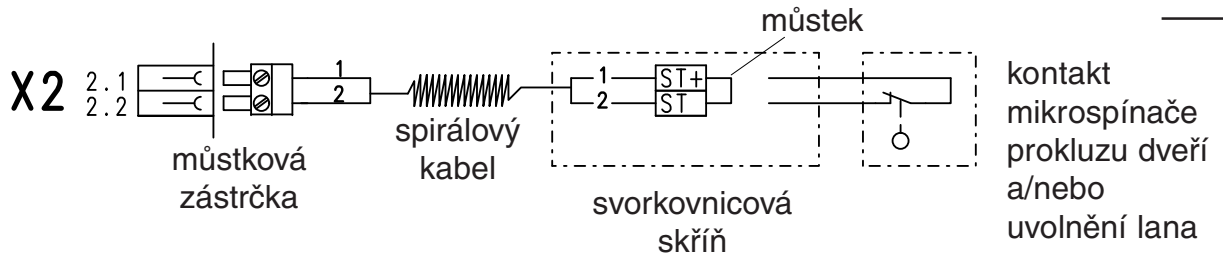 můstek
X2
2.1
2.2
1
2
1
2
ST+
ST
spirálový
kabel
můstková
zástrčka
svorkovnicová
skříň
kontakt
mikrospínače
prokluzu dveří
a/nebo
uvolnění lana